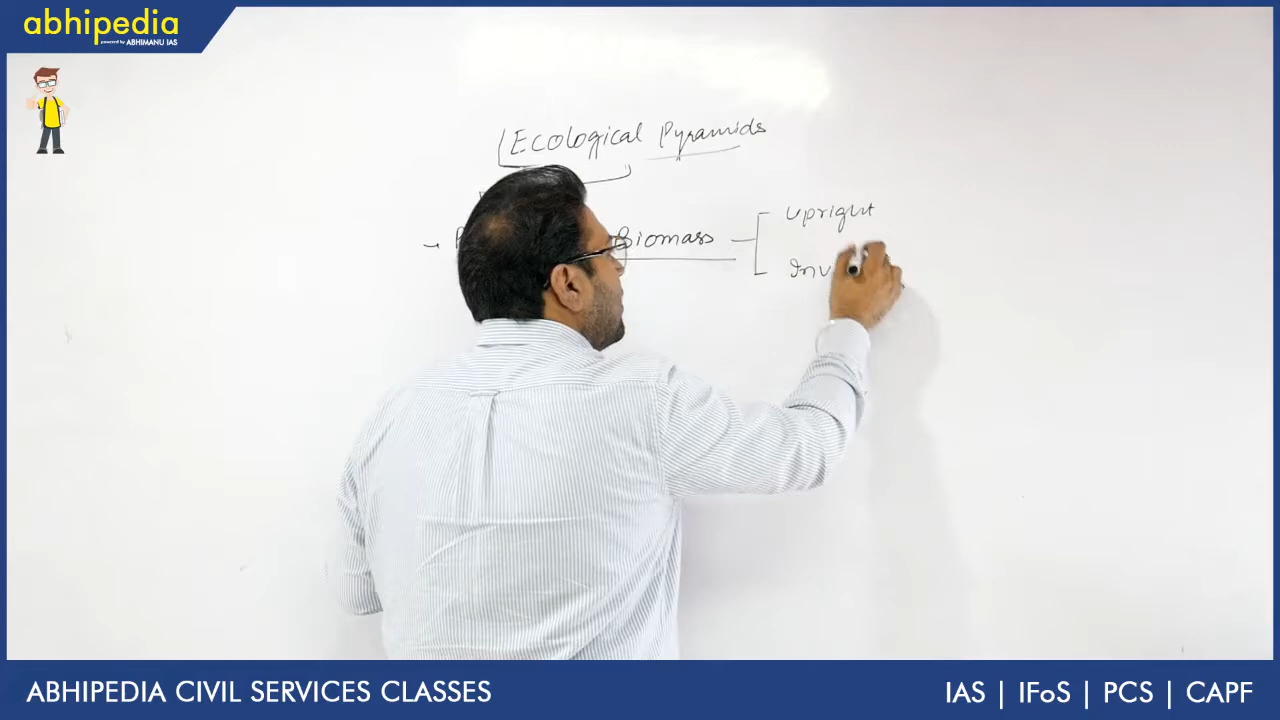 abhipedia
powered by ABHIMANU IAS
Ecological Pyramids
Biomass
Upright
ABHIPEDIA CIVIL SERVICES CLASSES
IAS | IFoS | PCS | CAPF